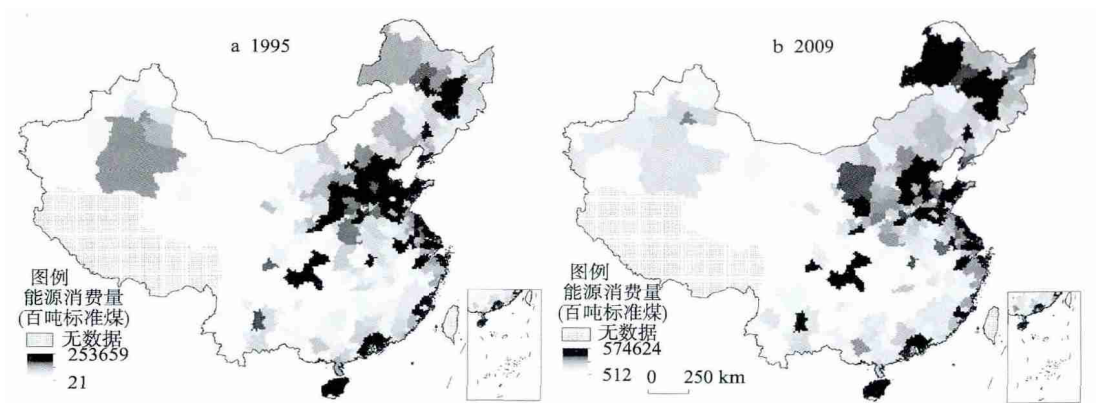 a 1995
图例
能源消费量
(百吨标准煤)
无数据
253659
21
b 2009
图例
能源消费量
(百吨标准煤)
无数据
574624
512
0 250 km